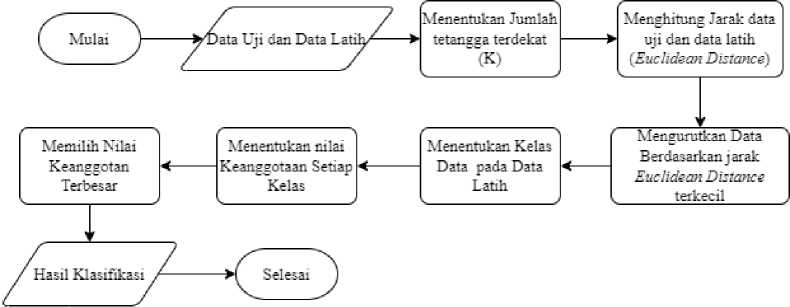 Mulai
Data Uji dan Data Latih
Menentukan Jumlah
tetangga terdekat
(K)
Menghitung Jarak data
uji dan data latih
(Euclidean Distance)
Mengurutkan Data
Berdasarkan jarak
Euclidean Distance
terkecil
Menentukan Kelas
Data pada Data
Latih
Menentukan nilai
Keanggotaan Setiap
Kelas
Memilih Nilai
Keanggotan
Terbesar
Hasil Klasifikasi
Selesai